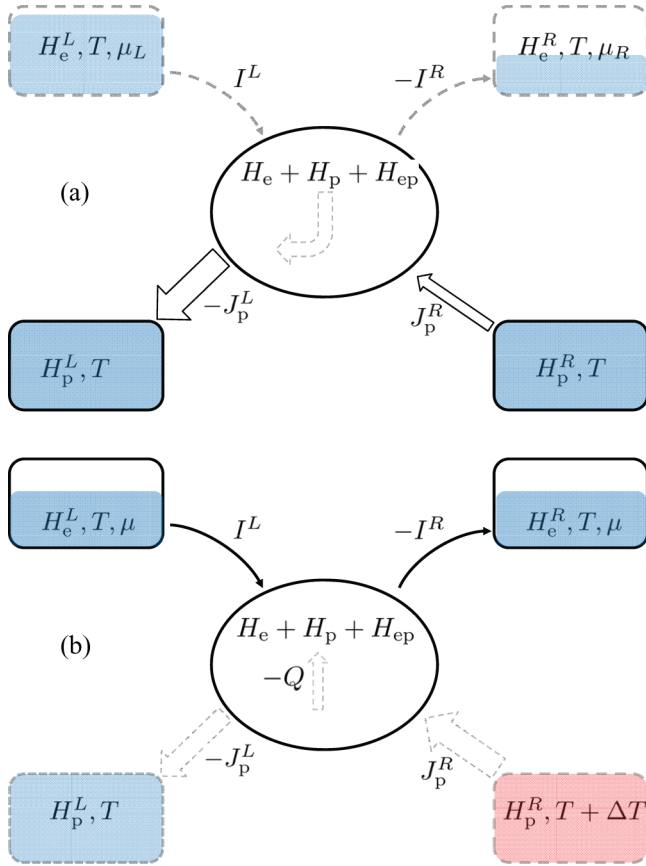 H_e^L, T, μ_L
H_e^R, T, μ_R
I^L
−I^R
H_e + H_p + H_ep
(a)
−J_p^L
J_p^R
H_p^L, T
H_p^R, T
H_e^L, T, μ
H_e^R, T, μ
I^L
−I^R
H_e + H_p + H_ep
(b)
−Q
−J_p^L
J_p^R
H_p^L, T
H_p^R, T + ΔT